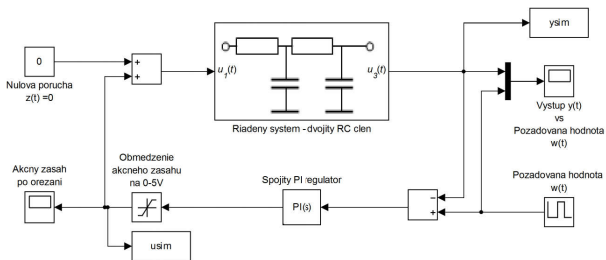 ysim
0
+
+
u1(t)
u3(t)
Nulova porucha
z(t) =0
Riadeny system - dvojity RC clen
Vystup y(t)
vs
Pozadovana hodnota
w(t)
Akcny zasah
po orezani
Obmedzenie
akcneho zasahu
na 0-5V
Spojity PI regulator
PI(s)
−
+
Pozadovana hodnota
w(t)
usim